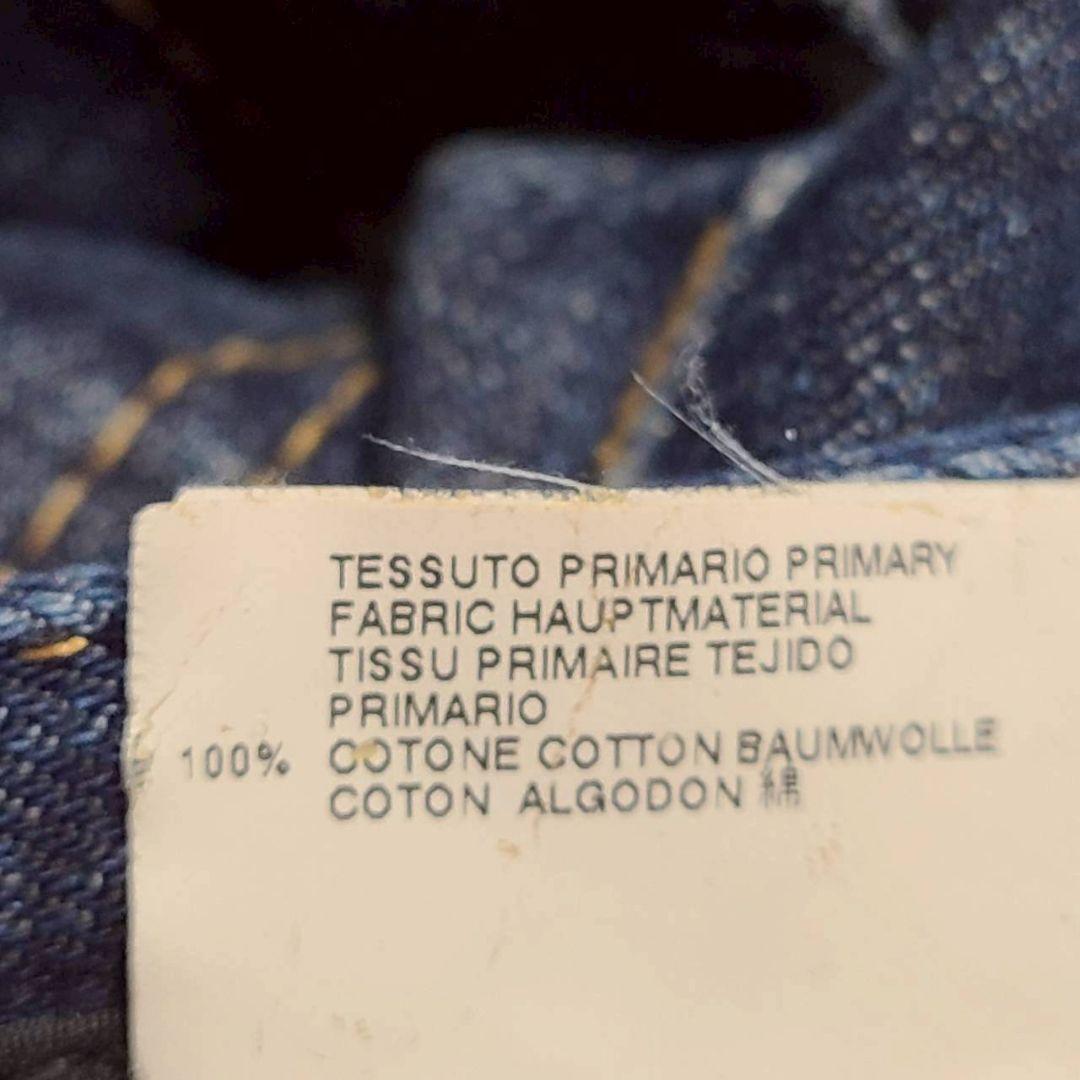 TESSUTO PRIMARIO PRIMARY
FABRIC HAUPTMATERIAL
TISSU PRIMAIRE TEJIDO
PRIMARIO
100% COTONE COTTON BAUMWOLLE
COTON ALGODON 綿